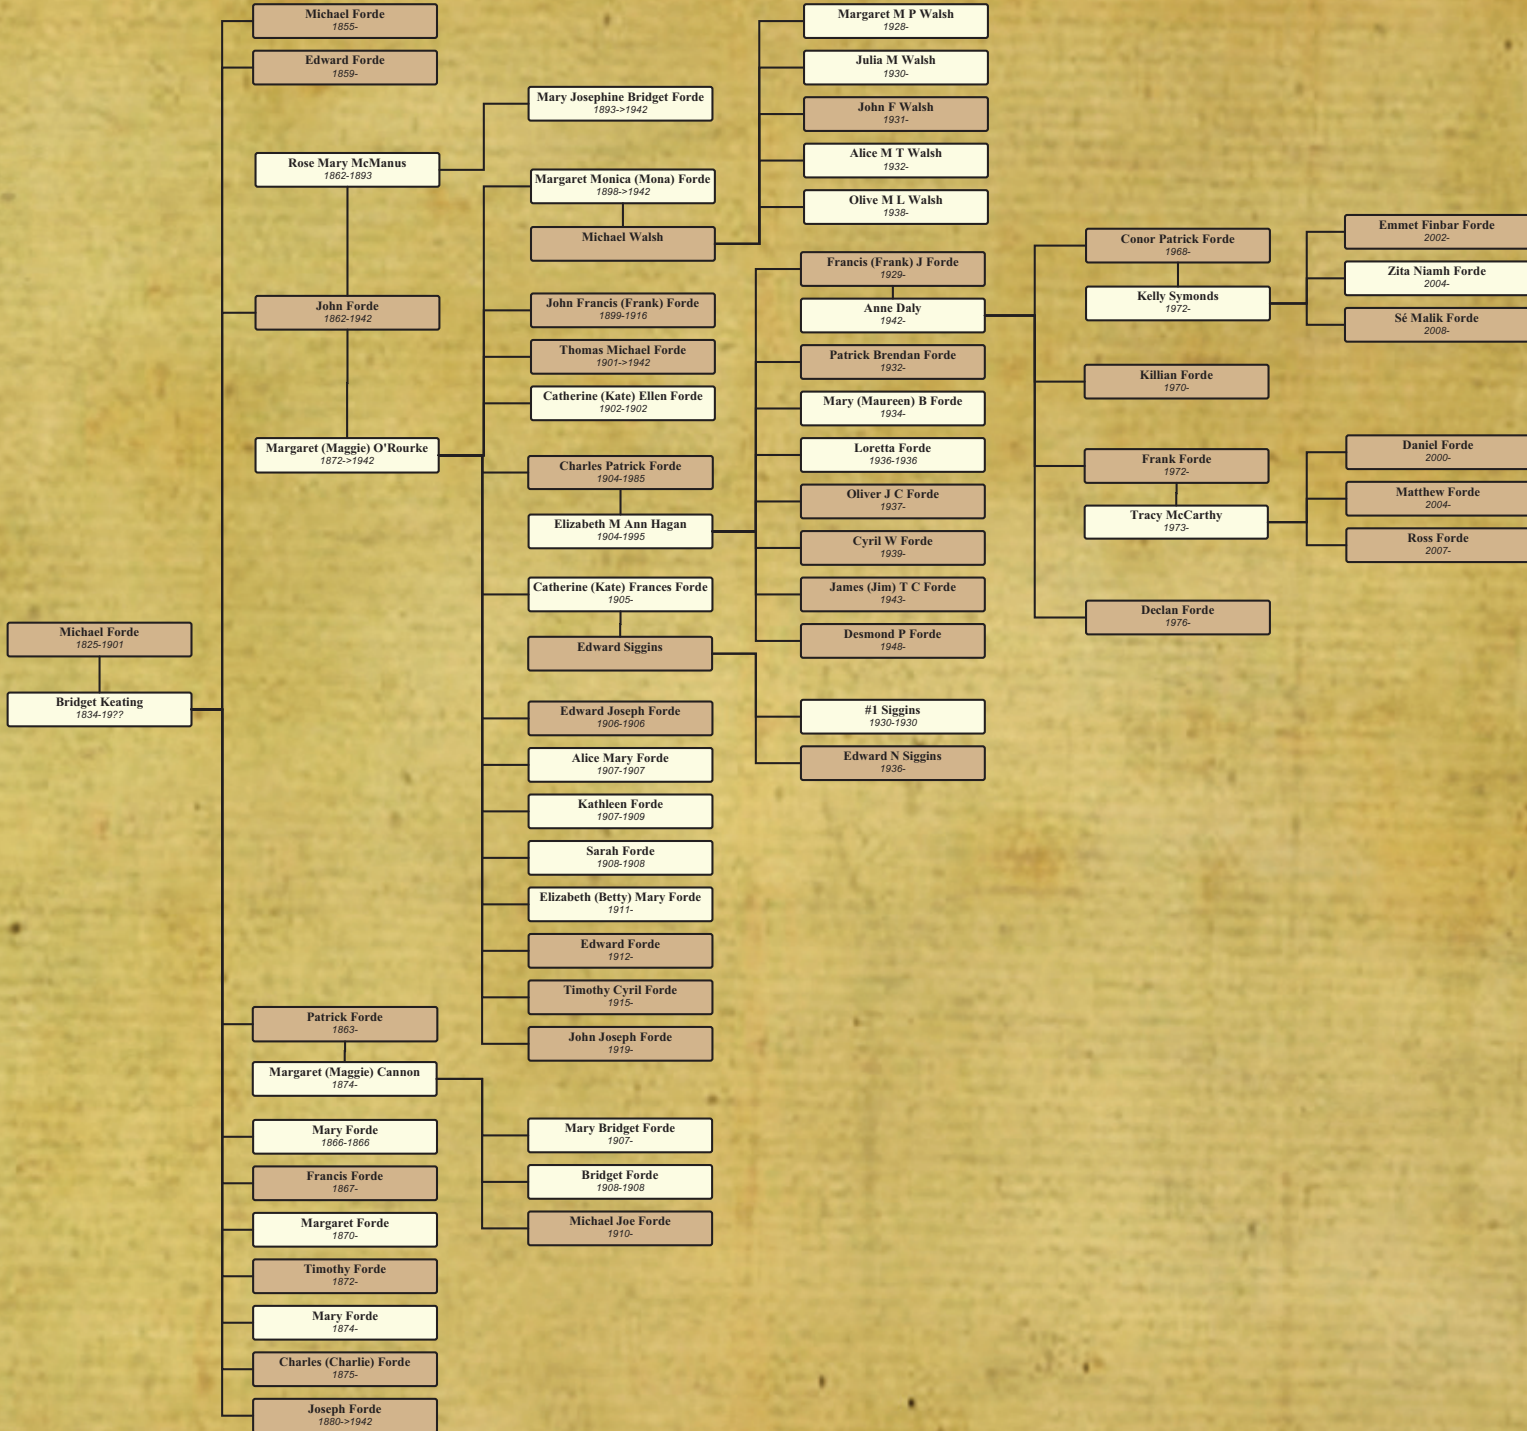 Michael Forde
1825-1901
Bridget Keating
1834-19??
Michael Forde
1855-
Edward Forde
1859-
Rose Mary McManus
1862-1893
John Forde
1862-1942
Margaret (Maggie) O'Rourke
1872->1942
Patrick Forde
1863-
Margaret (Maggie) Cannon
1874-
Mary Forde
1866-1866
Francis Forde
1867-
Margaret Forde
1870-
Timothy Forde
1872-
Mary Forde
1874-
Charles (Charlie) Forde
1875-
Joseph Forde
1880->1942
Mary Josephine Bridget Forde
1893->1942
Margaret Monica (Mona) Forde
1898->1942
Michael Walsh
John Francis (Frank) Forde
1899-1916
Thomas Michael Forde
1901->1942
Catherine (Kate) Ellen Forde
1902-1902
Charles Patrick Forde
1904-1985
Elizabeth M Ann Hagan
1904-1995
Catherine (Kate) Frances Forde
1905-
Edward Siggins
Edward Joseph Forde
1906-1906
Alice Mary Forde
1907-1907
Kathleen Forde
1907-1909
Sarah Forde
1908-1908
Elizabeth (Betty) Mary Forde
1911-
Edward Forde
1912-
Timothy Cyril Forde
1915-
John Joseph Forde
1919-
Mary Bridget Forde
1907-
Bridget Forde
1908-1908
Michael Joe Forde
1910-
Margaret M P Walsh
1928-
Julia M Walsh
1930-
John F Walsh
1931-
Alice M T Walsh
1932-
Olive M L Walsh
1938-
Francis (Frank) J Forde
1929-
Anne Daly
1942-
Patrick Brendan Forde
1932-
Mary (Maureen) B Forde
1934-
Loretta Forde
1936-1936
Oliver J C Forde
1937-
Cyril W Forde
1939-
James (Jim) T C Forde
1943-
Desmond P Forde
1948-
#1 Siggins
1930-1930
Edward N Siggins
1936-
Conor Patrick Forde
1968-
Kelly Symonds
1972-
Killian Forde
1970-
Frank Forde
1972-
Tracy McCarthy
1973-
Declan Forde
1976-
Emmet Finbar Forde
2002-
Zita Niamh Forde
2004-
Sé Malik Forde
2008-
Daniel Forde
2000-
Matthew Forde
2004-
Ross Forde
2007-